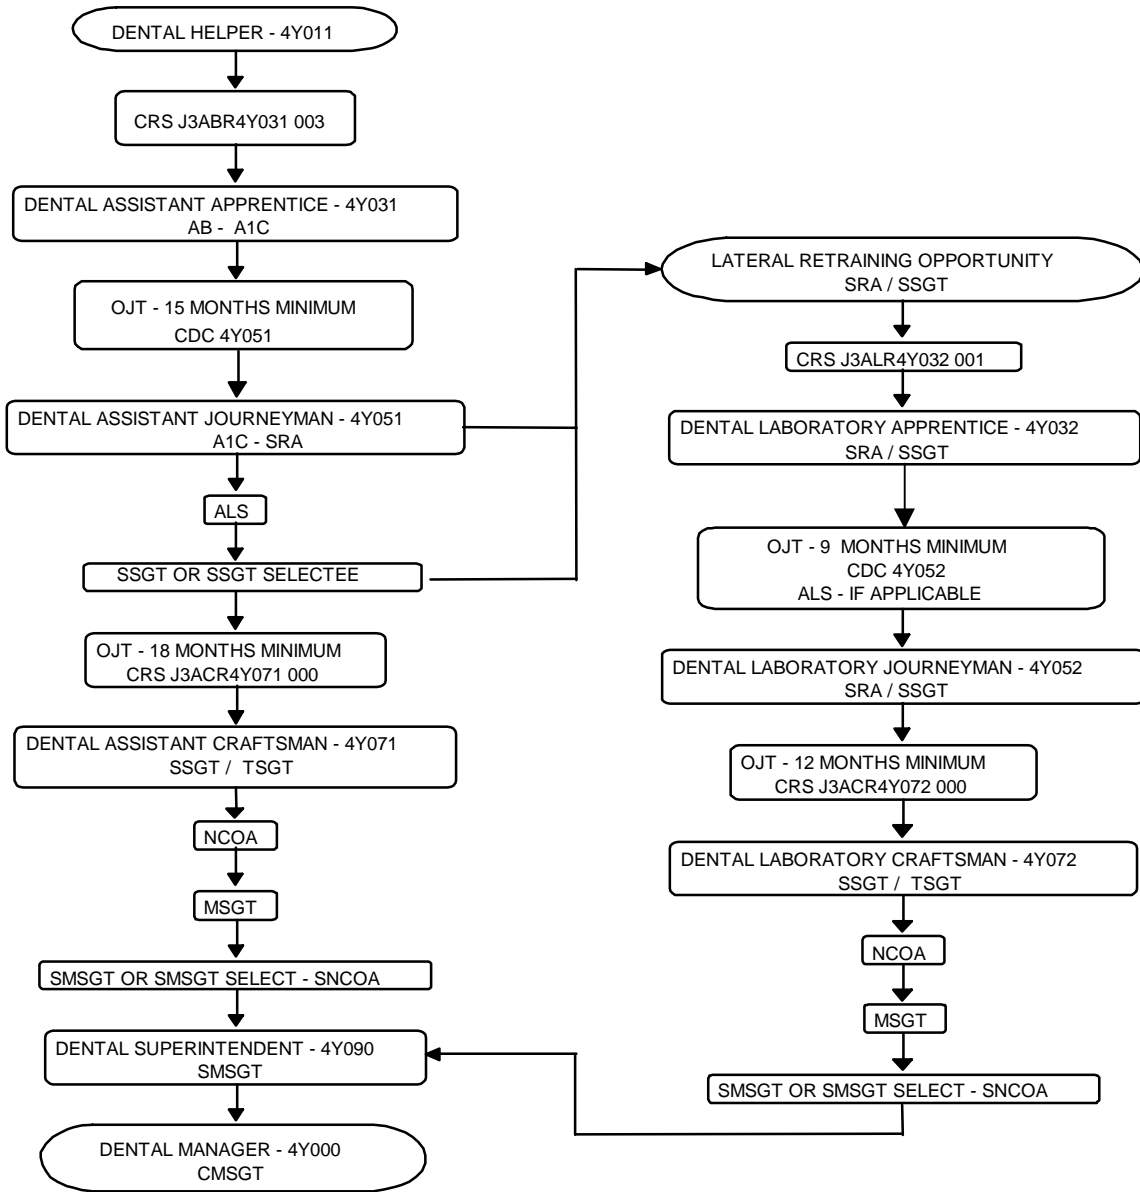 DENTAL HELPER - 4Y011
CRS J3ABR4Y031 003
DENTAL ASSISTANT APPRENTICE - 4Y031
AB - A1C
OJT - 15 MONTHS MINIMUM
CDC 4Y051
DENTAL ASSISTANT JOURNEYMAN - 4Y051
A1C - SRA
ALS
SSGT OR SSGT SELECTEE
OJT - 18 MONTHS MINIMUM
CRS J3ACR4Y071 000
DENTAL ASSISTANT CRAFTSMAN - 4Y071
SSGT / TSGT
NCOA
MSGT
SMSGT OR SMSGT SELECT - SNCOA
DENTAL SUPERINTENDENT - 4Y090
SMSGT
DENTAL MANAGER - 4Y000
CMSGT
LATERAL RETRAINING OPPORTUNITY
SRA / SSGT
CRS J3ALR4Y032 001
DENTAL LABORATORY APPRENTICE - 4Y032
SRA / SSGT
OJT - 9 MONTHS MINIMUM
CDC 4Y052
ALS - IF APPLICABLE
DENTAL LABORATORY JOURNEYMAN - 4Y052
SRA / SSGT
OJT - 12 MONTHS MINIMUM
CRS J3ACR4Y072 000
DENTAL LABORATORY CRAFTSMAN - 4Y072
SSGT / TSGT
NCOA
MSGT
SMSGT OR SMSGT SELECT - SNCOA